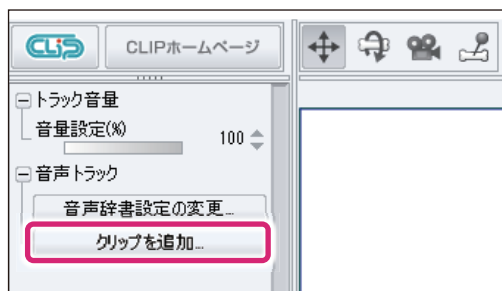 CLIP
CLIPホームページ
トラック音量
音量設定(%)
100
音声トラック
音声辞書設定の変更...
クリップを追加...